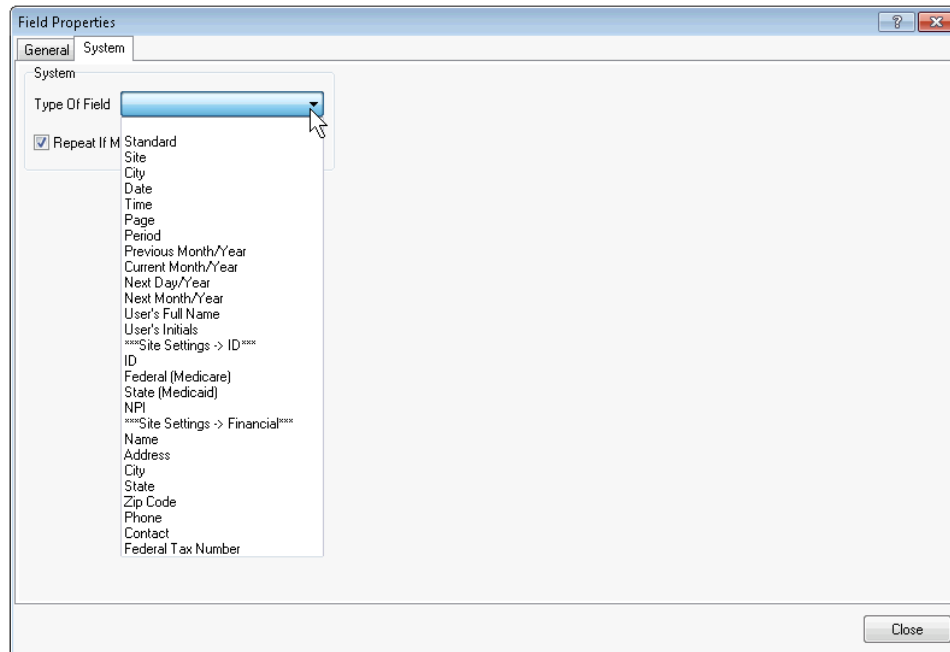 Field Properties
General System
System
Type Of Field
Repeat If M
Standard
Site
City
Date
Time
Page
Period
Previous Month/Year
Current Month/Year
Next Day/Year
Next Month/Year
User's Full Name
User's Initials
***Site Settings -> ID***
ID
Federal (Medicare)
State (Medicaid)
NPI
***Site Settings -> Financial***
Name
Address
City
State
Zip Code
Phone
Contact
Federal Tax Number
Close